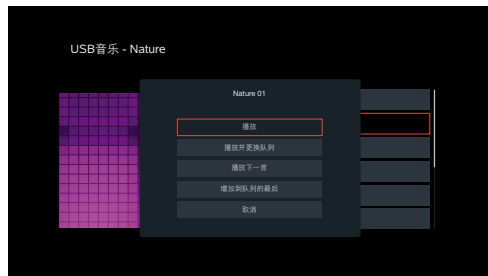 USB音乐 - Nature
Nature 01
播放
播放并更换队列
播放下一首
增加到队列的最后
取消